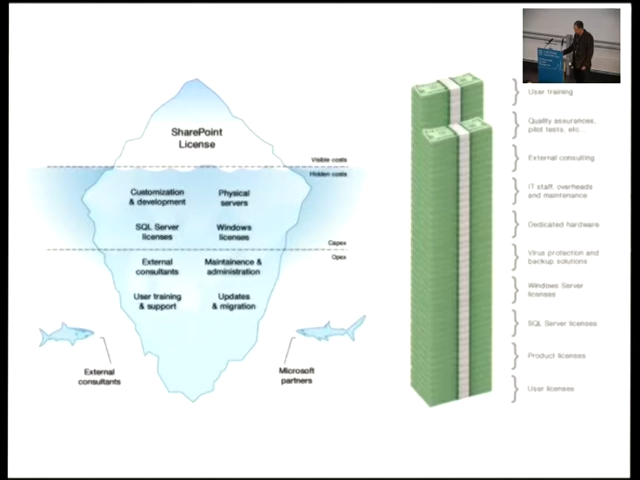 SharePoint
License
Visible costs
Hidden costs
Customization
& development
Physical
servers
SQL Server
licenses
Windows
licenses
Capex
Opex
External
consultants
Maintainence &
administration
User training
& support
Updates
& migration
External
consultants
Microsoft
partners
User training
Quality assurances,
pilot tests, etc...
External consulting
IT staff, overheads
and maintenance
Dedicated hardware
Virus protection and
backup solutions
Windows Server
licenses
SQL Server licenses
Product licenses
User licenses